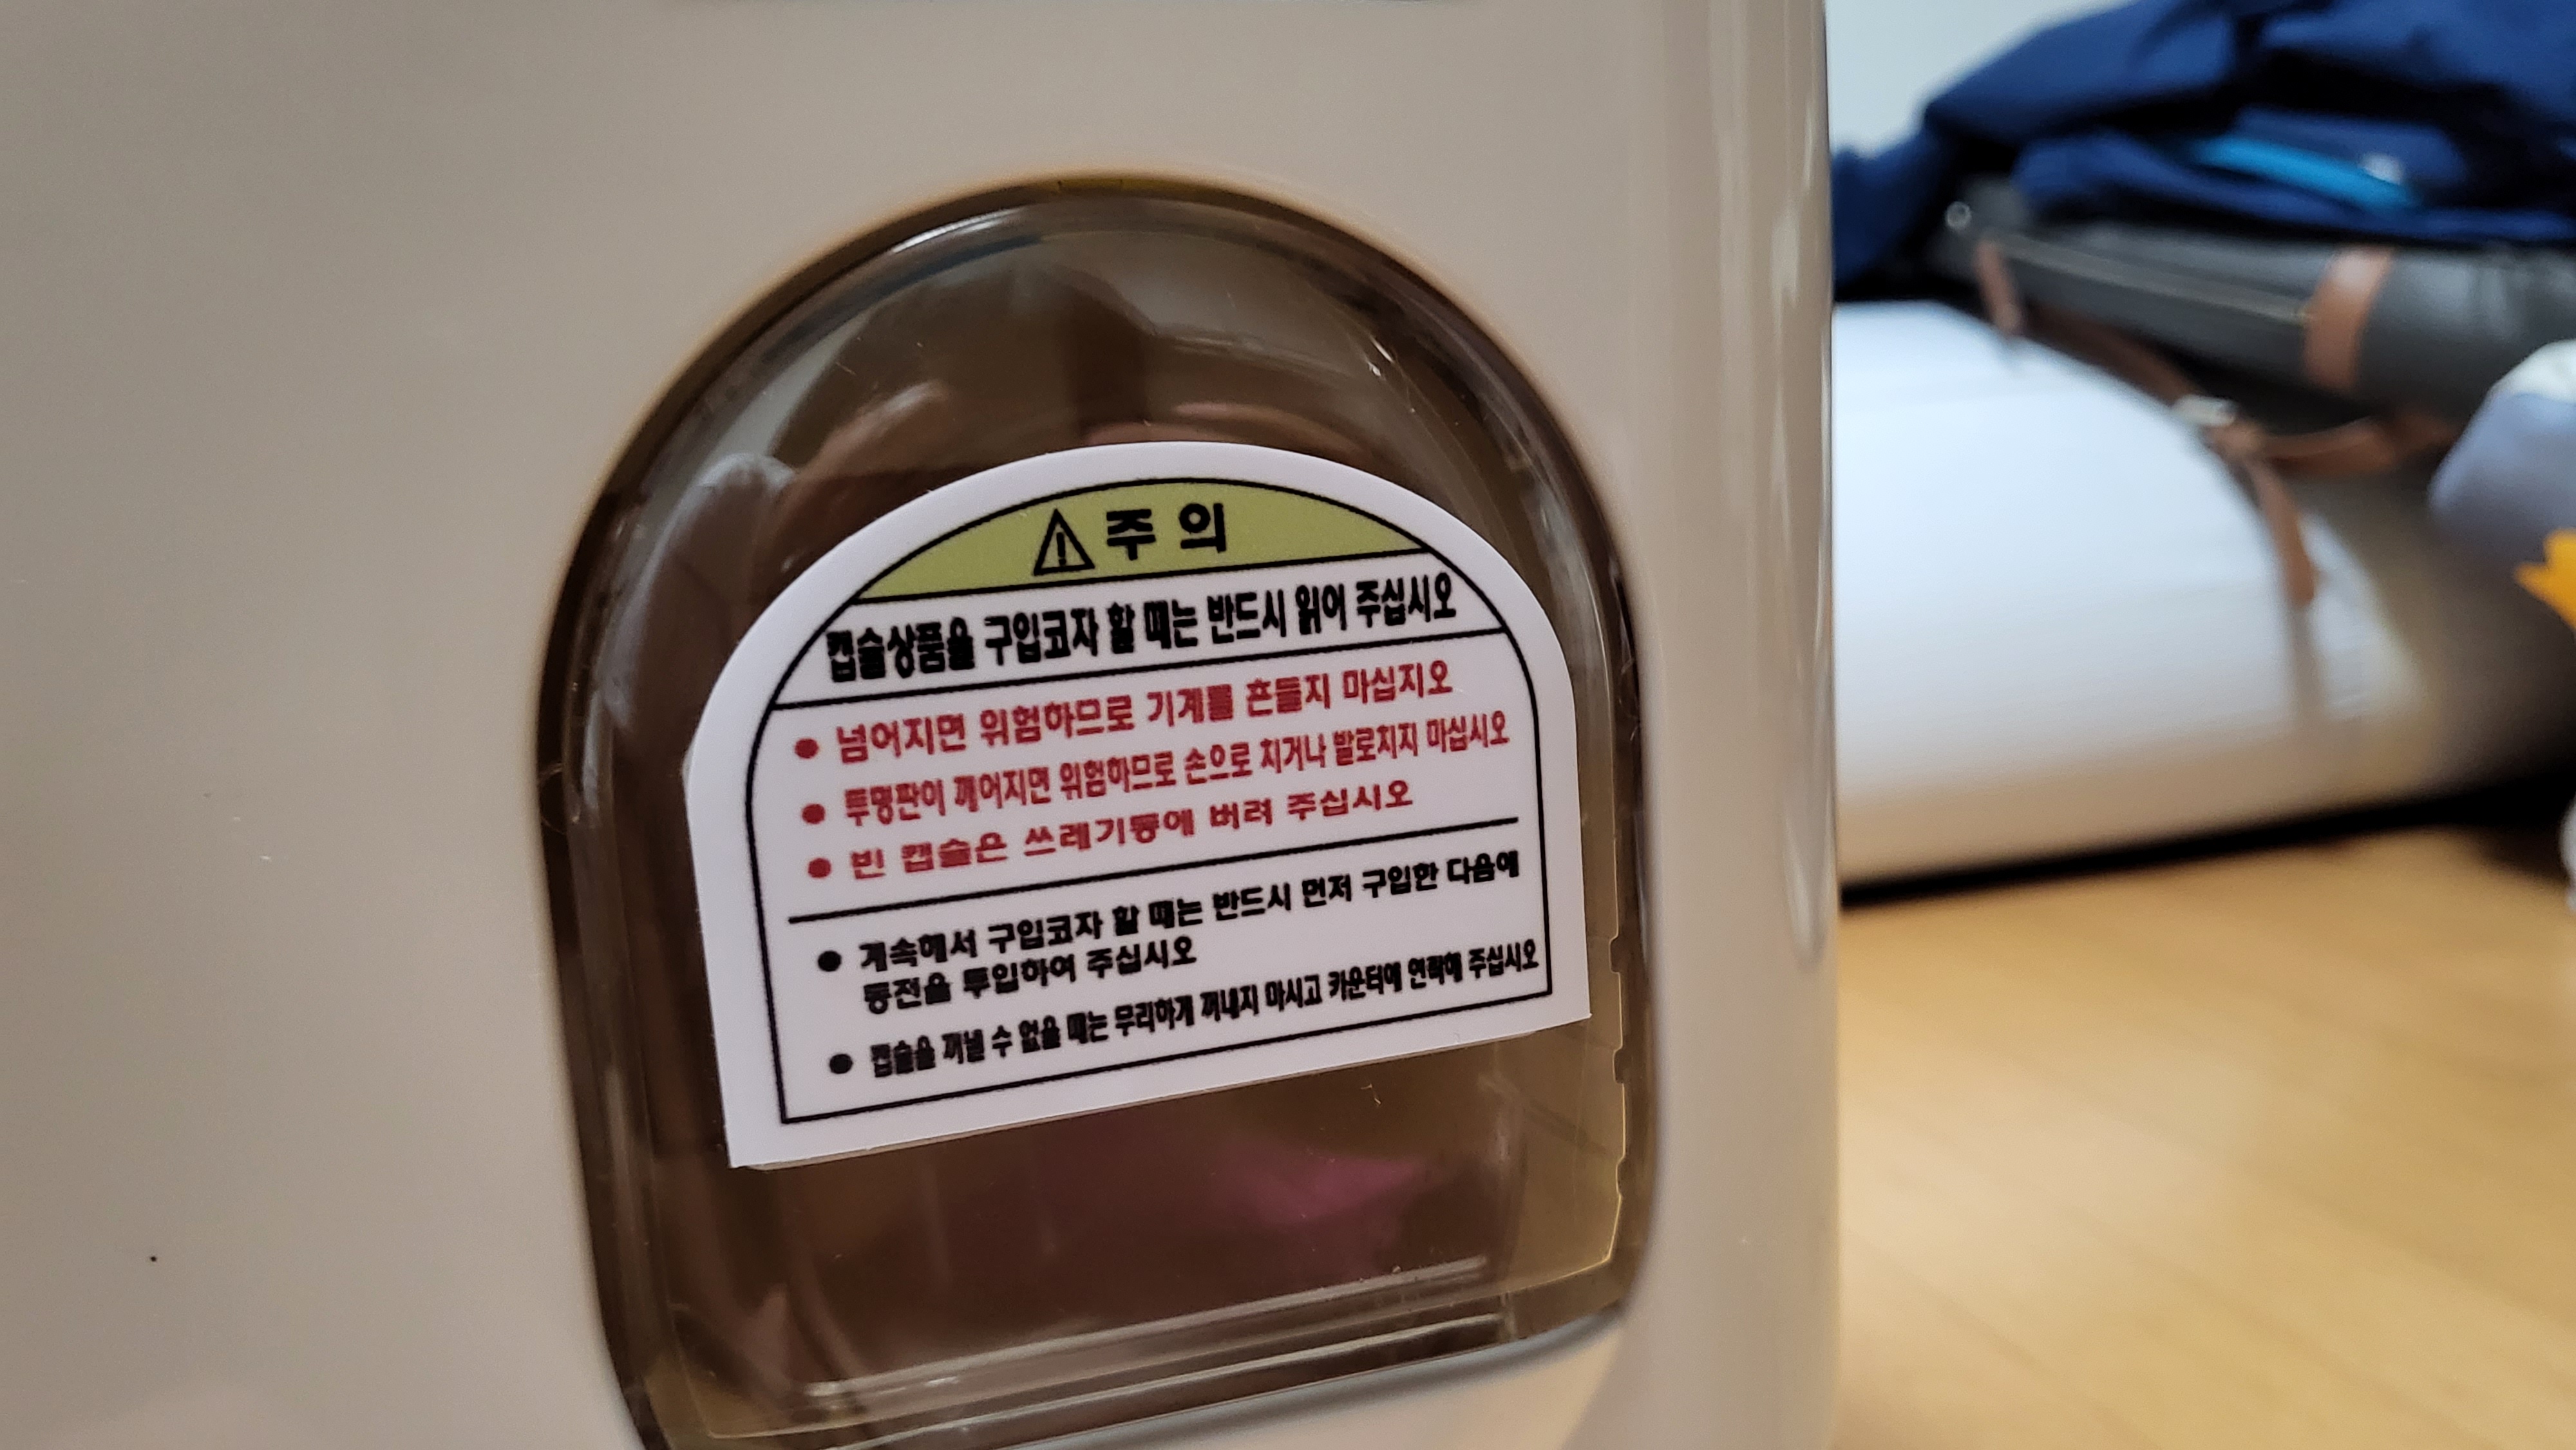 주 의
캡슐상품을 구입코자 할 때는 반드시 읽어 주십시오
● 넘어지면 위험하므로 기계를 흔들지 마십지오
● 투명판이 깨어지면 위험하므로 손으로 치거나 발로치지 마십시오
● 빈 캡슐은 쓰레기통에 버려 주십시오
● 계속해서 구입코자 할 때는 반드시 먼저 구입한 다음에
동전을 투입하여 주십시오
● 캡슐을 꺼낼 수 없을 때는 무리하게 꺼내지 마시고 카운터에 연락해 주십시오